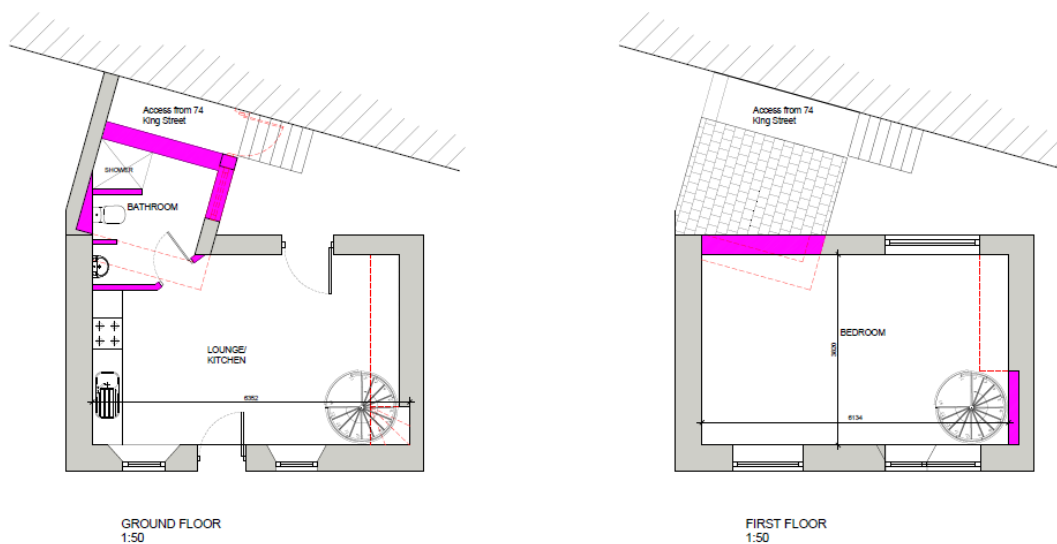 Access from 74
King Street
SHOWER
BATHROOM
LOUNGE/
KITCHEN
6352
GROUND FLOOR
1:50
Access from 74
King Street
BEDROOM
3820
6134
FIRST FLOOR
1:50